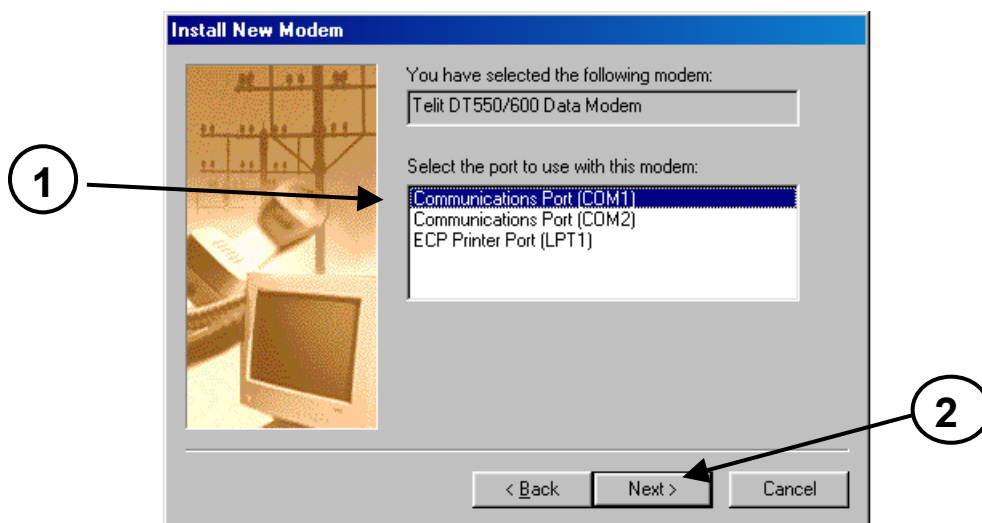 Install New Modem
You have selected the following modem:
Telit DT550/600 Data Modem
1
Select the port to use with this modem:
Communications Port (COM1)
Communications Port (COM2)
ECP Printer Port (LPT1)
2
< Back
Next >
Cancel